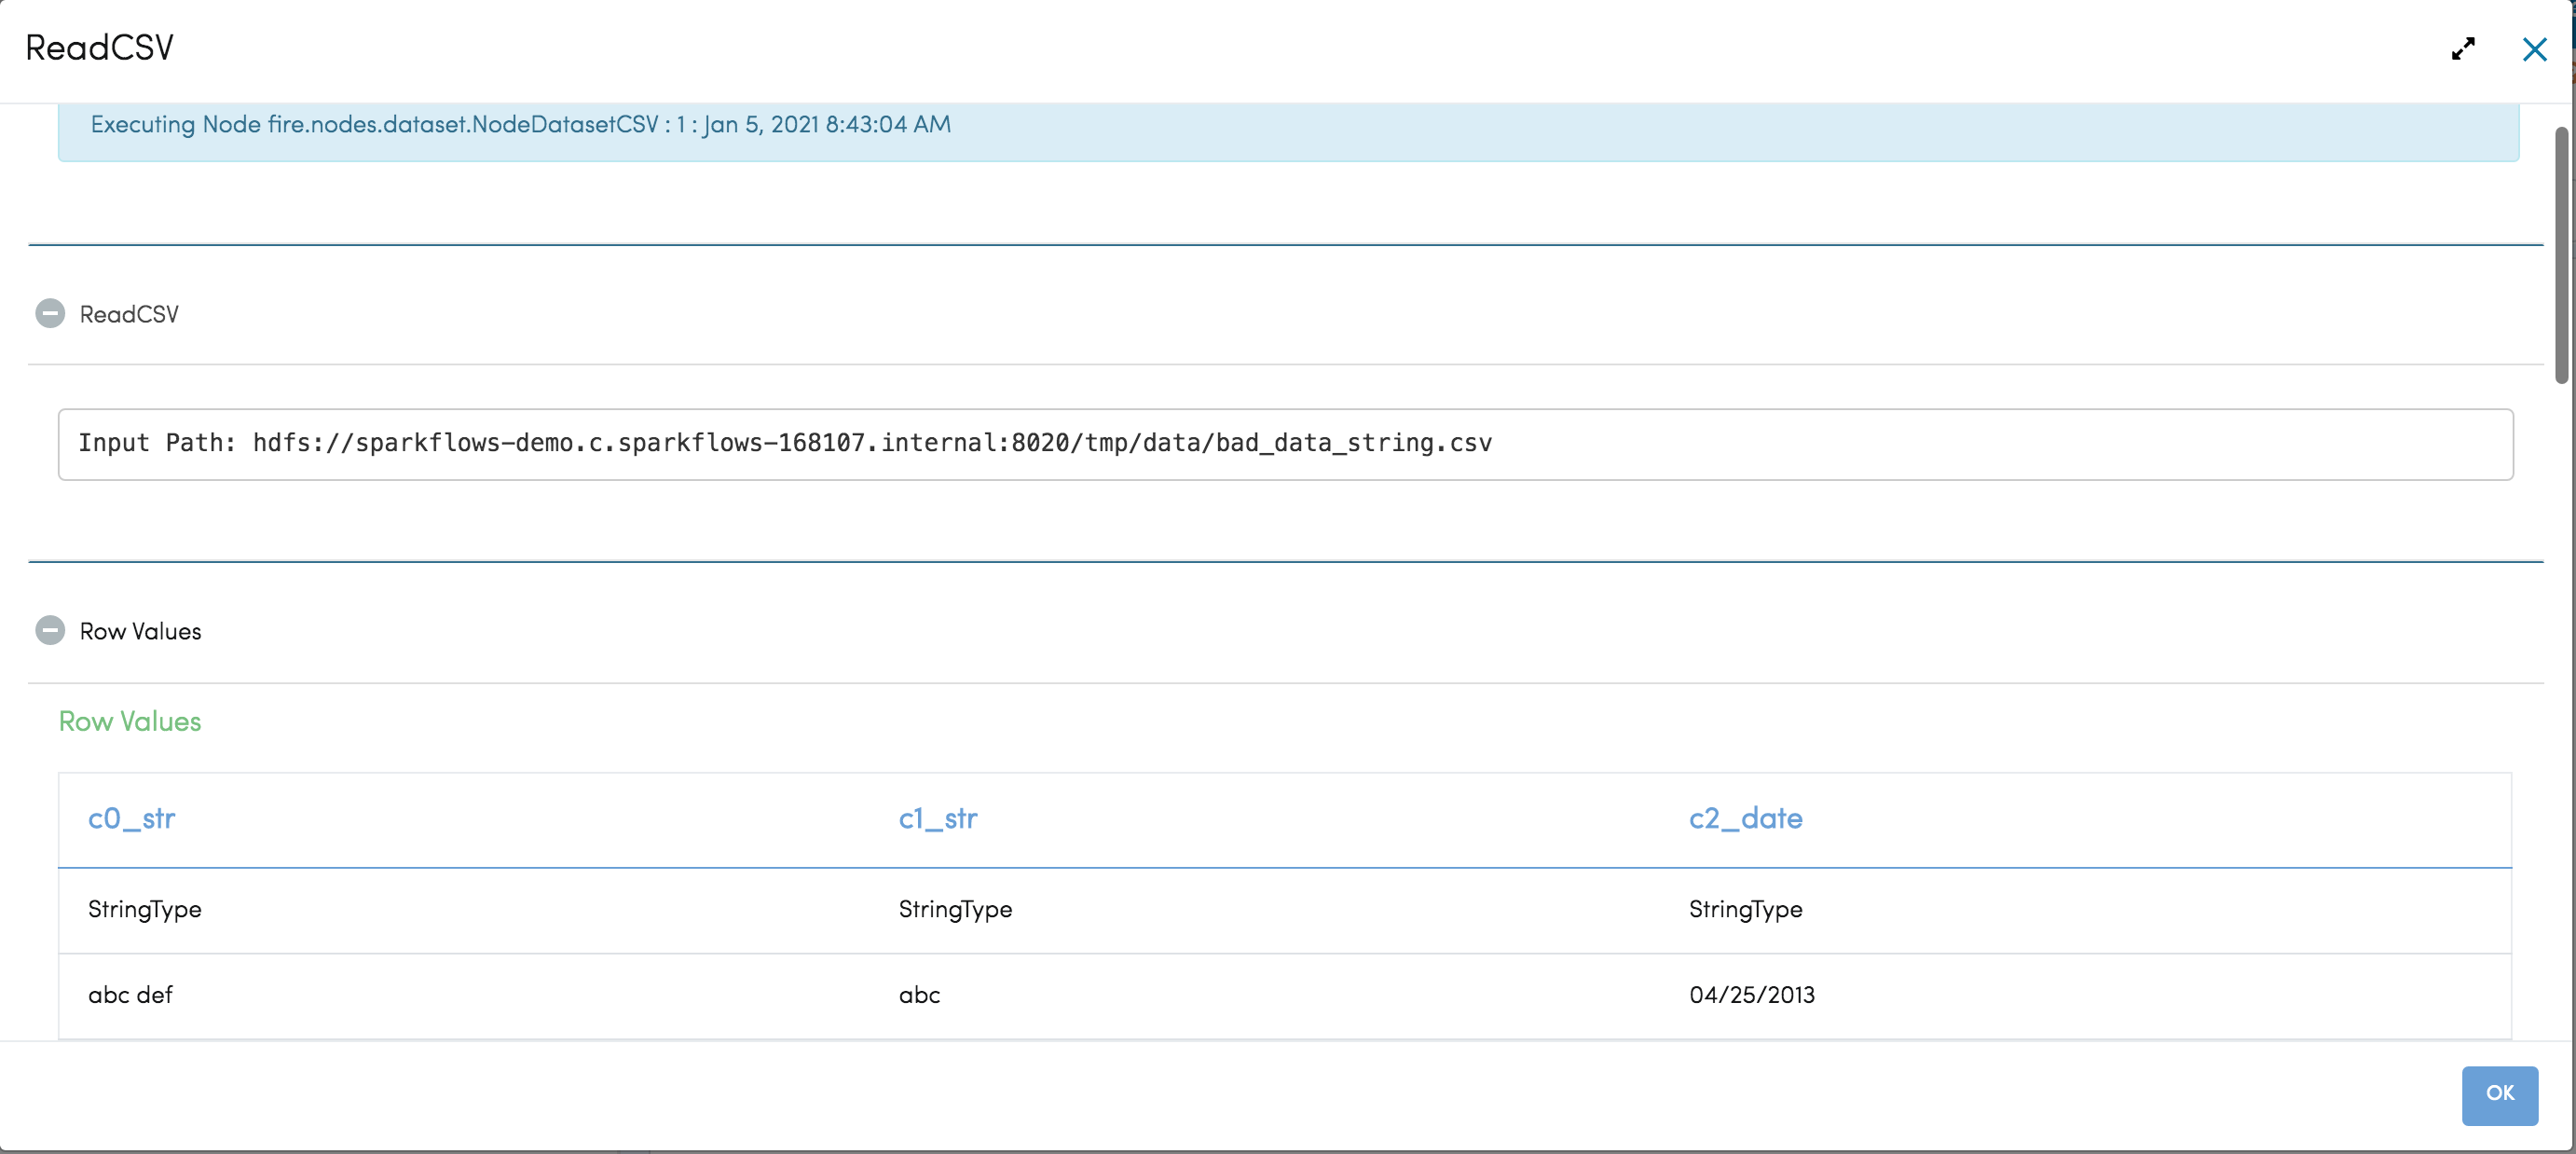 ReadCSV
Executing Node fire.nodes.dataset.NodeDatasetCSV : 1 : Jan 5, 2021 8:43:04 AM
ReadCSV
Input Path: hdfs://sparkflows-demo.c.sparkflows-168107.internal:8020/tmp/data/bad_data_string.csv
Row Values
Row Values
c0_str c1_str c2_date
StringType StringType StringType
abc def abc 04/25/2013
OK